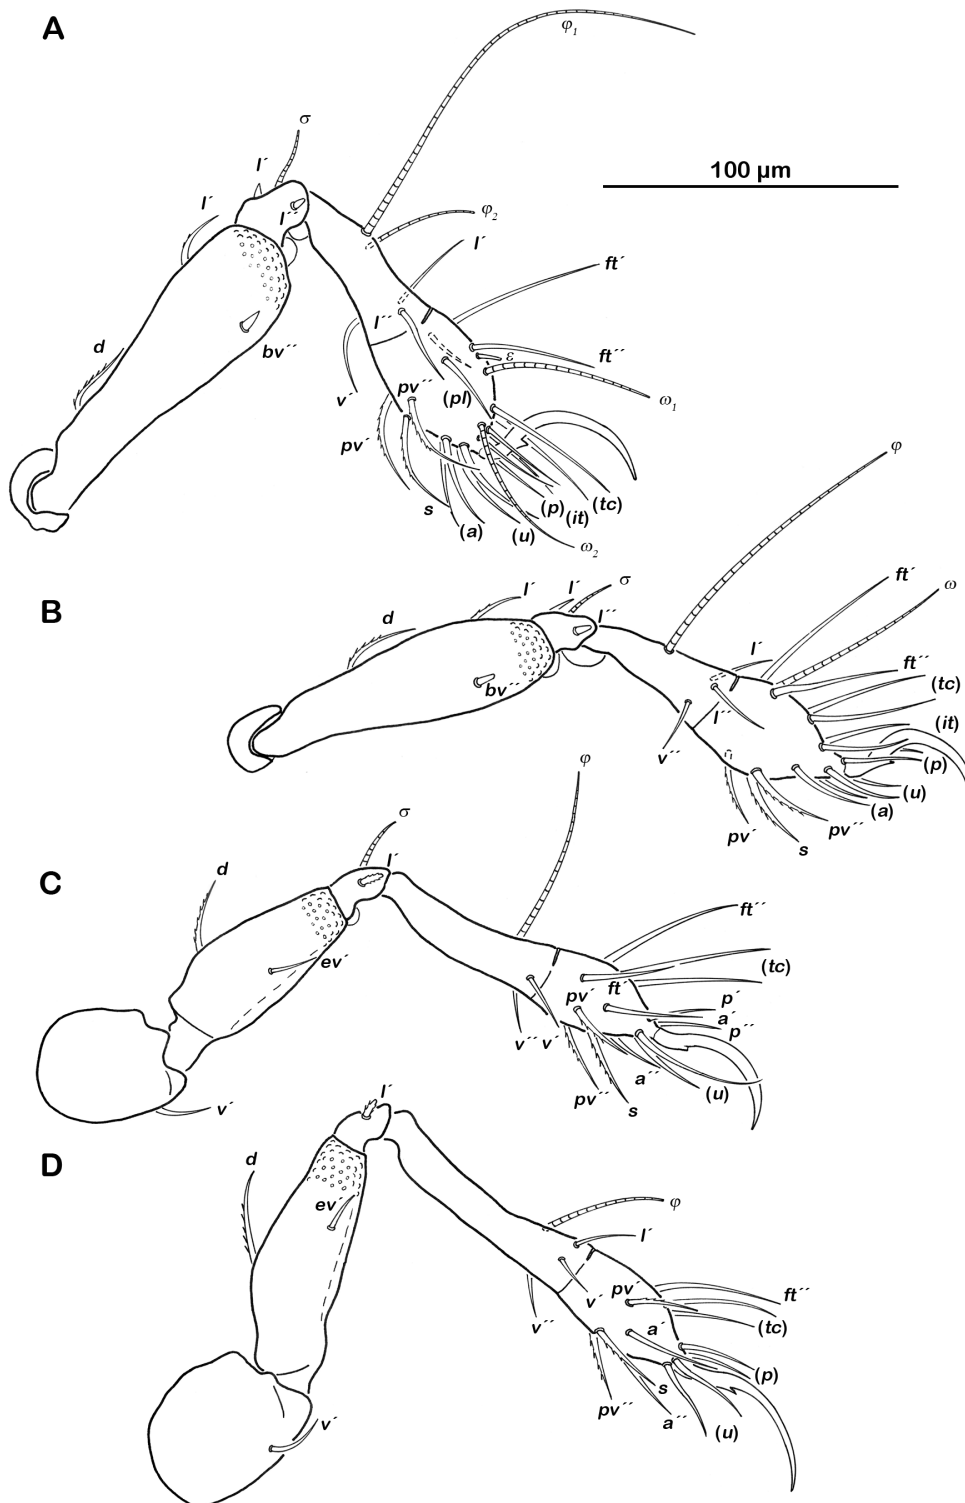 A
φ1
σ
l´
100 µm
l´
l´´
φ2
l´
ft´
l´´
bv´´
ε
ft´´
d
v´
pv´´
(pl)
ω1
pv´
s
(a)
(u)
(p)
(it)
(tc)
ω2
φ
B
d
l´
l´
σ
l´´
ft´
ω
l´
ft´´
(tc)
bv´´
l´´
(it)
v´´
(p)
(u)
(a)
pv´
s
pv´´
φ
C
σ
l´
d
ft´´
ev´
(tc)
ft´
pv´
p´
a´
p´´
v´´
v´
a´´
(u)
pv´´
s
v´
D
l´
d
ev´
φ
l´
v´
pv´
ft´´
v´´
a´
(tc)
(p)
s
pv´´
a´´
(u)
v´